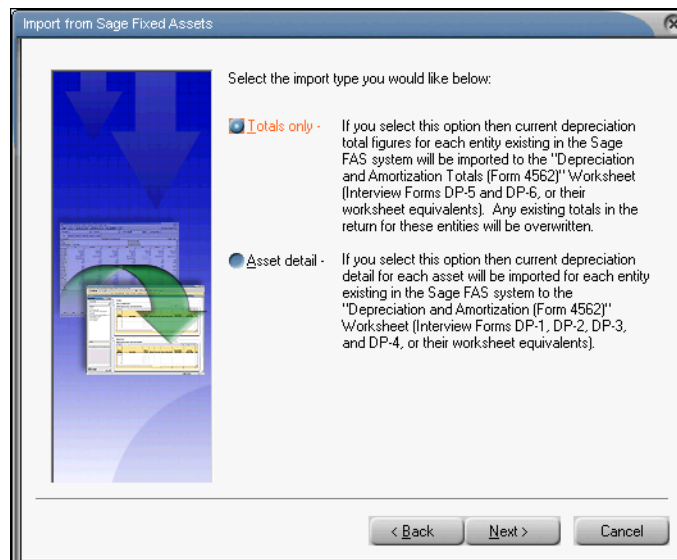 Import from Sage Fixed Assets
Select the import type you would like below:
Totals only - If you select this option then current depreciation
total figures for each entity existing in the Sage
FAS system will be imported to the "Depreciation
and Amortization Totals (Form 4562)" Worksheet
(Interview Forms DP-5 and DP-6, or their
worksheet equivalents). Any existing totals in the
return for these entities will be overwritten.
Asset detail - If you select this option then current depreciation
detail for each asset will be imported for each entity
existing in the Sage FAS system to the
"Depreciation and Amortization (Form 4562)"
Worksheet (Interview Forms DP-1, DP-2, DP-3,
and DP-4, or their worksheet equivalents).
< Back Next > Cancel